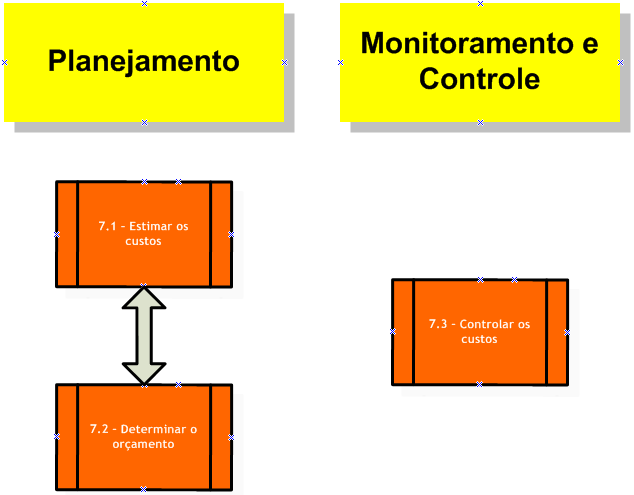 Planejamento
Monitoramento e
Controle
7.1 - Estimar os
custos
7.3 - Controlar os
custos
7.2 - Determinar o
orçamento